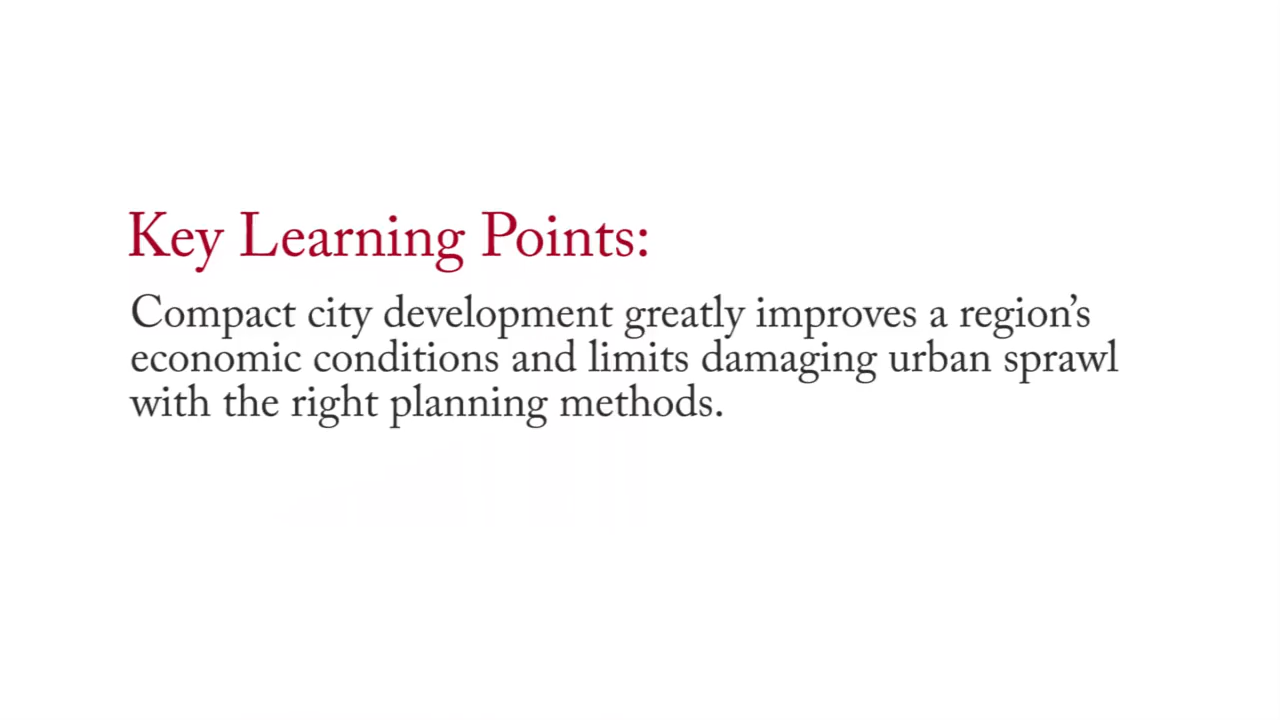 Key Learning Points:
Compact city development greatly improves a region’s
economic conditions and limits damaging urban sprawl
with the right planning methods.